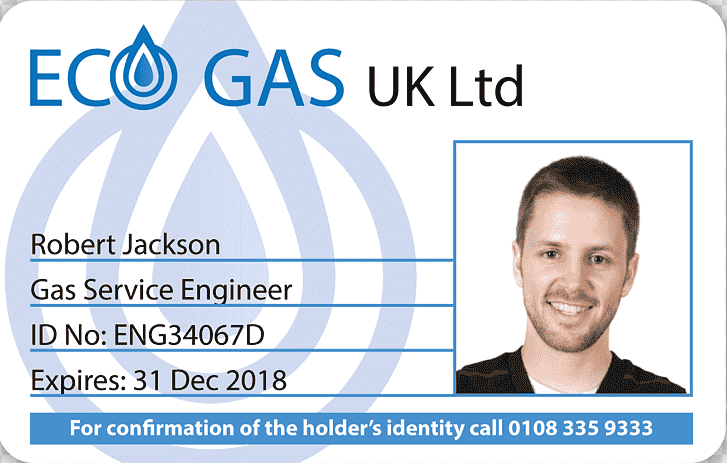 ECO GAS UK Ltd
Robert Jackson
Gas Service Engineer
ID No: ENG34067D
Expires: 31 Dec 2018
For confirmation of the holder's identity call 0108 335 9333